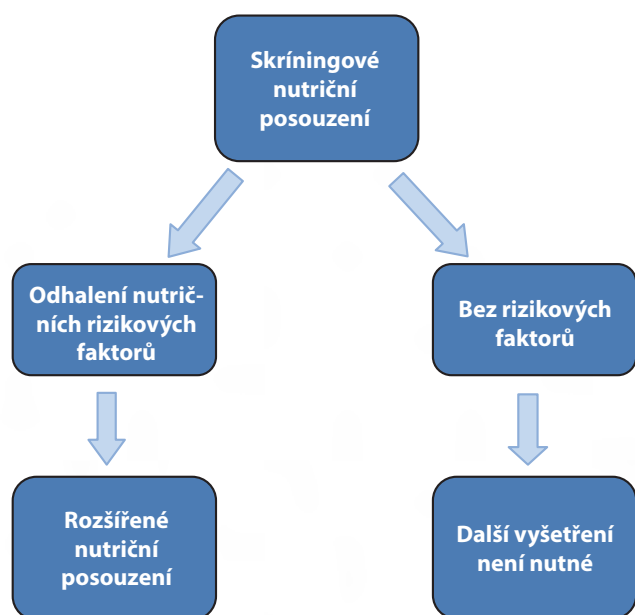 Skríningové
nutriční
posouzení
Odhalení nutrič-
ních rizikových
faktorů
Bez rizikových
faktorů
Rozšířené
nutriční
posouzení
Další vyšetření
není nutné